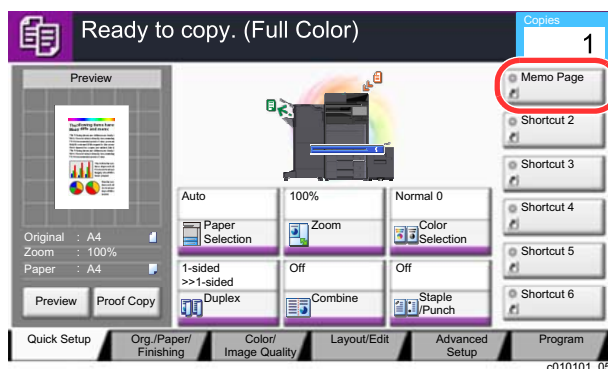 Ready to copy. (Full Color)
Copies
1
Preview
Original : A4
Zoom : 100%
Paper : A4
Preview
Proof Copy
Auto
Paper
Selection
100%
Zoom
Normal 0
Color
Selection
1-sided
>>1-sided
Duplex
Off
Combine
Off
Staple
/Punch
Memo Page
Shortcut 2
Shortcut 3
Shortcut 4
Shortcut 5
Shortcut 6
Quick Setup
Org./Paper/
Finishing
Color/
Image Quality
Layout/Edit
Advanced
Setup
Program
c010101_05